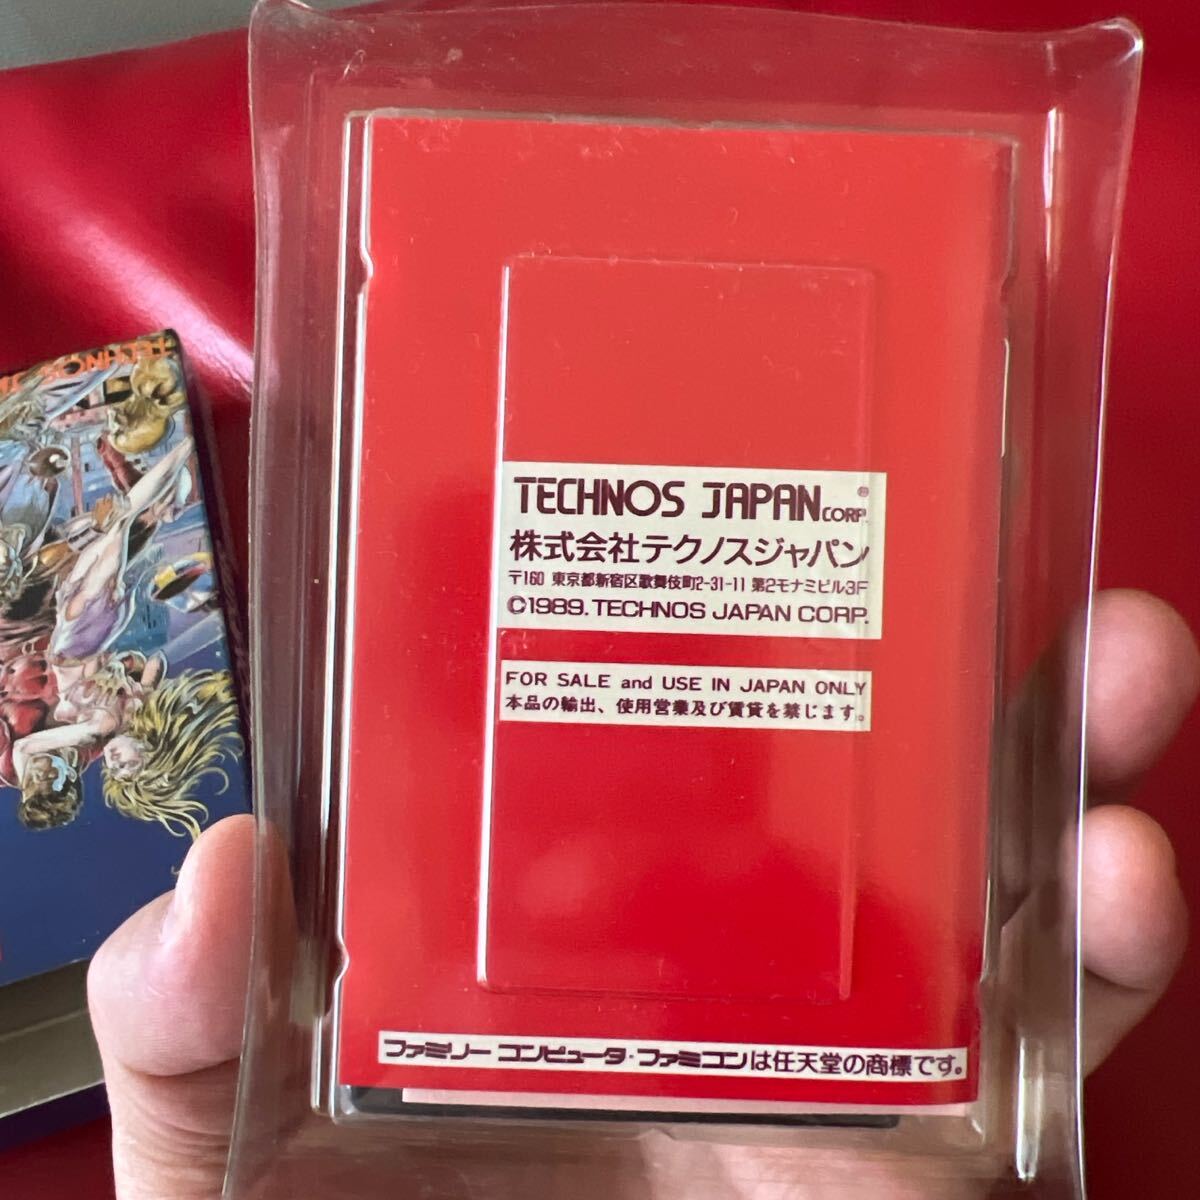 TECHNOS JA
TECHNOS JAPAN CORP.®
株式会社テクノスジャパン
〒160 東京都新宿区歌舞伎町2-31-11 第2モナミビル3F
©1989. TECHNOS JAPAN CORP.
FOR SALE and USE IN JAPAN ONLY
本品の輸出、使用営業及び賃貸を禁じます。
ファミリーコンピュータ・ファミコンは任天堂の商標です。